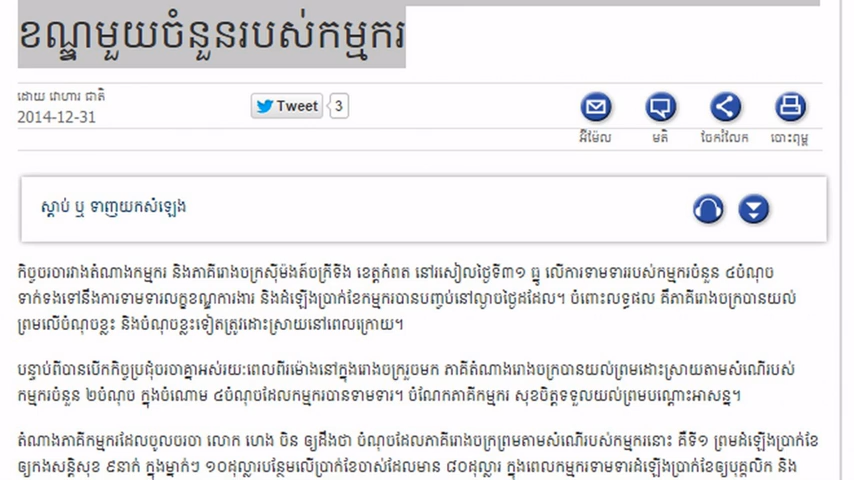 ខណ្ឌមួយចំនួនរបស់កម្មករ
ដោយ វាហារ ជាតិ
2014-12-31
Tweet 3
អ៊ីម៉ែល
មតិ
ចែករំលែក
បោះពុម្ព
ស្ដាប់ ឬ ទាញយកសំឡេង
កិច្ចចរចារវាងតំណាងកម្មករ និងភាគីរោងចក្រស៊ីម៉ងត៍ចក្រីទីង ខេត្តកំពត នៅរសៀលថ្ងៃទី៣១ ធ្នូ លើការទាមទាររបស់កម្មករចំនួន ៤ចំណុច
ទាក់ទងទៅនឹងការទាមទារលក្ខខណ្ឌការងារ និងដំឡើងប្រាក់ខែកម្មករបានបញ្ចប់នៅល្ងាចថ្ងៃដដែល។ ចំពោះលទ្ធផល គឺភាគីរោងចក្របានយល់
ព្រមលើចំណុចខ្លះ និងចំណុចខ្លះទៀតត្រូវដោះស្រាយនៅពេលក្រោយ។
បន្ទាប់ពីបានបើកកិច្ចប្រជុំចរចាគ្នាអស់រយៈពេលពីរម៉ោងនៅក្នុងរោងចក្ររួចមក ភាគីតំណាងរោងចក្របានយល់ព្រមដោះស្រាយតាមសំណើរបស់
កម្មករចំនួន ២ចំណុច ក្នុងចំណោម ៤ចំណុចដែលកម្មករបានទាមទារ។ ចំណែកភាគីកម្មករ សុខចិត្តទទួលយល់ព្រមបណ្ដោះអាសន្ន។
តំណាងភាគីកម្មករដែលចូលចរចា លោក ហេង ចិន ឲ្យដឹងថា ចំណុចដែលភាគីរោងចក្រព្រមតាមសំណើរបស់កម្មករនោះ គឺទី១ ព្រមដំឡើងប្រាក់ខែ
ឲ្យកងសន្តិសុខ ៩នាក់ ក្នុងម្នាក់ៗ ១០ដុល្លារបន្ថែមលើប្រាក់ខែចាស់ដែលមាន ៨០ដុល្លារ ក្នុងពេលកម្មករទាមទារដំឡើងប្រាក់ខែឲ្យបុគ្គលិក និង